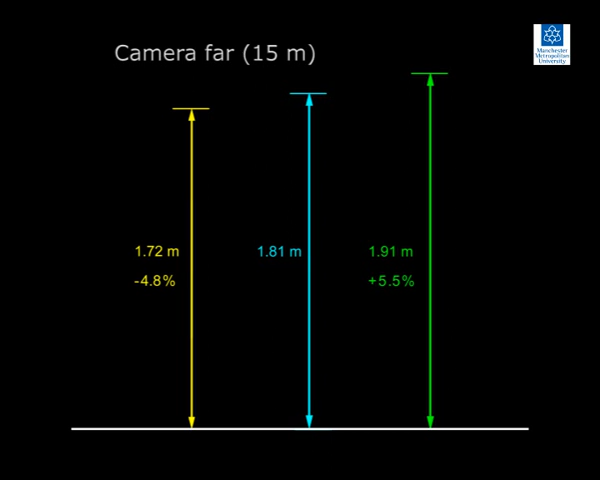 Camera far (15 m)
Manchester
Metropolitan
University
1.72 m
-4.8%
1.81 m
1.91 m
+5.5%